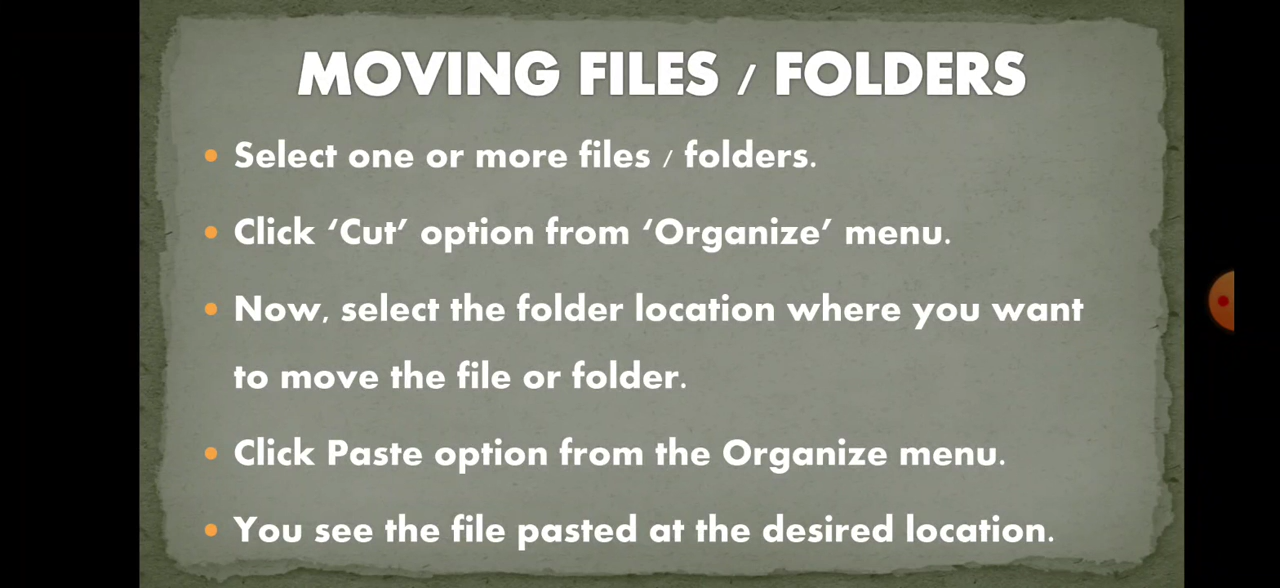 MOVING FILES / FOLDERS
• Select one or more files / folders.
• Click ‘Cut’ option from ‘Organize’ menu.
• Now, select the folder location where you want
to move the file or folder.
• Click Paste option from the Organize menu.
• You see the file pasted at the desired location.